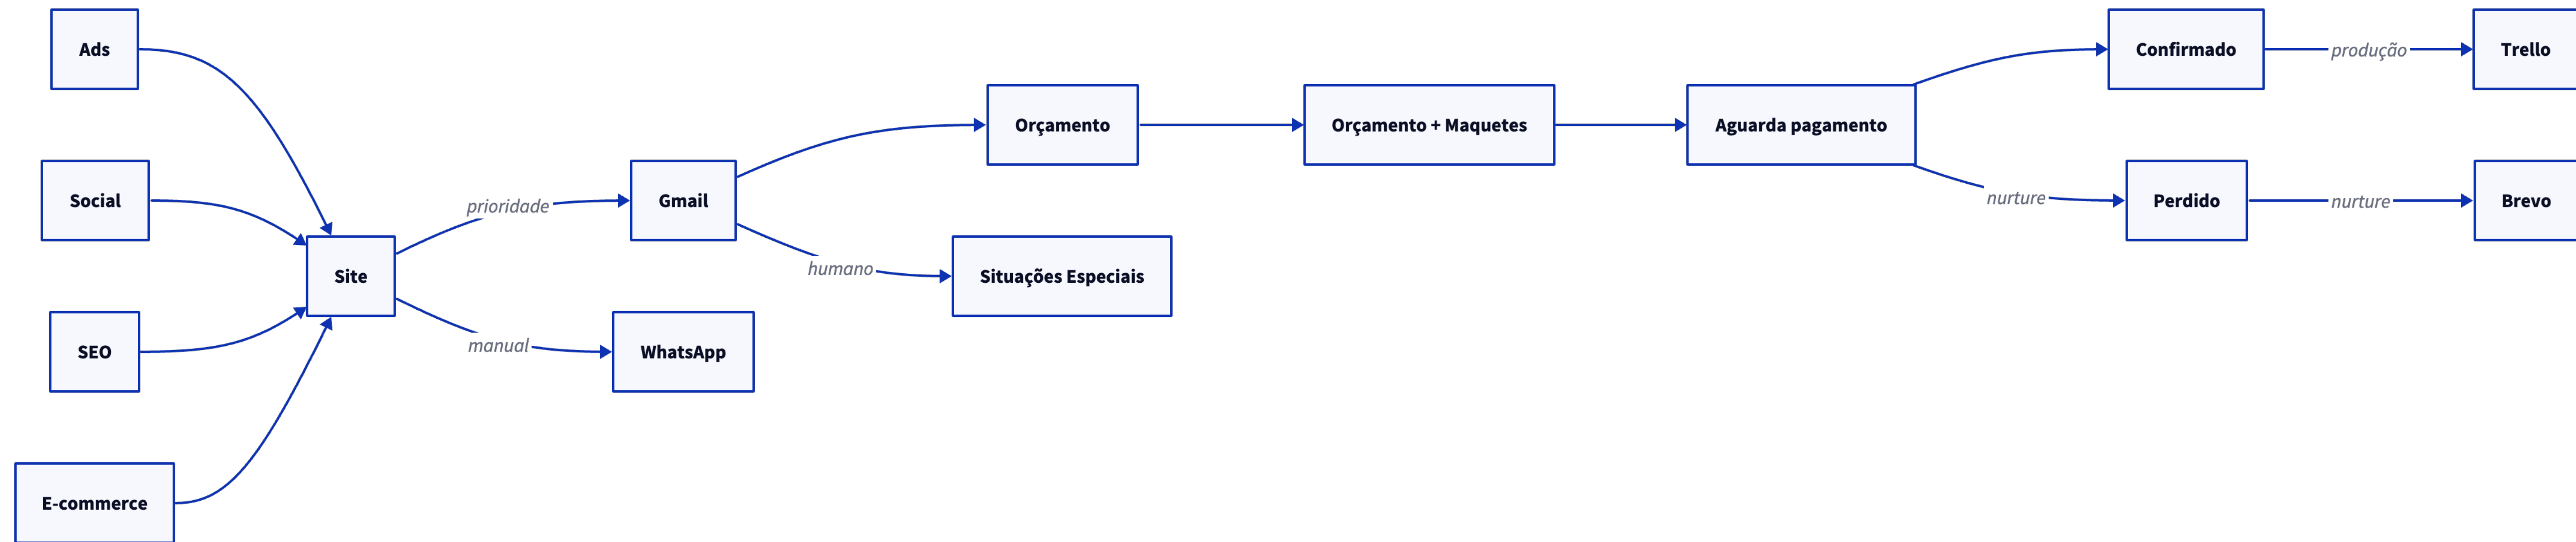 Ads
Social
SEO
E-commerce
Site
prioridade
manual
Gmail
WhatsApp
humano
Orçamento
Situações Especiais
Orçamento + Maquetes
Aguarda pagamento
nurture
Confirmado
Perdido
produção
nurture
Trello
Brevo